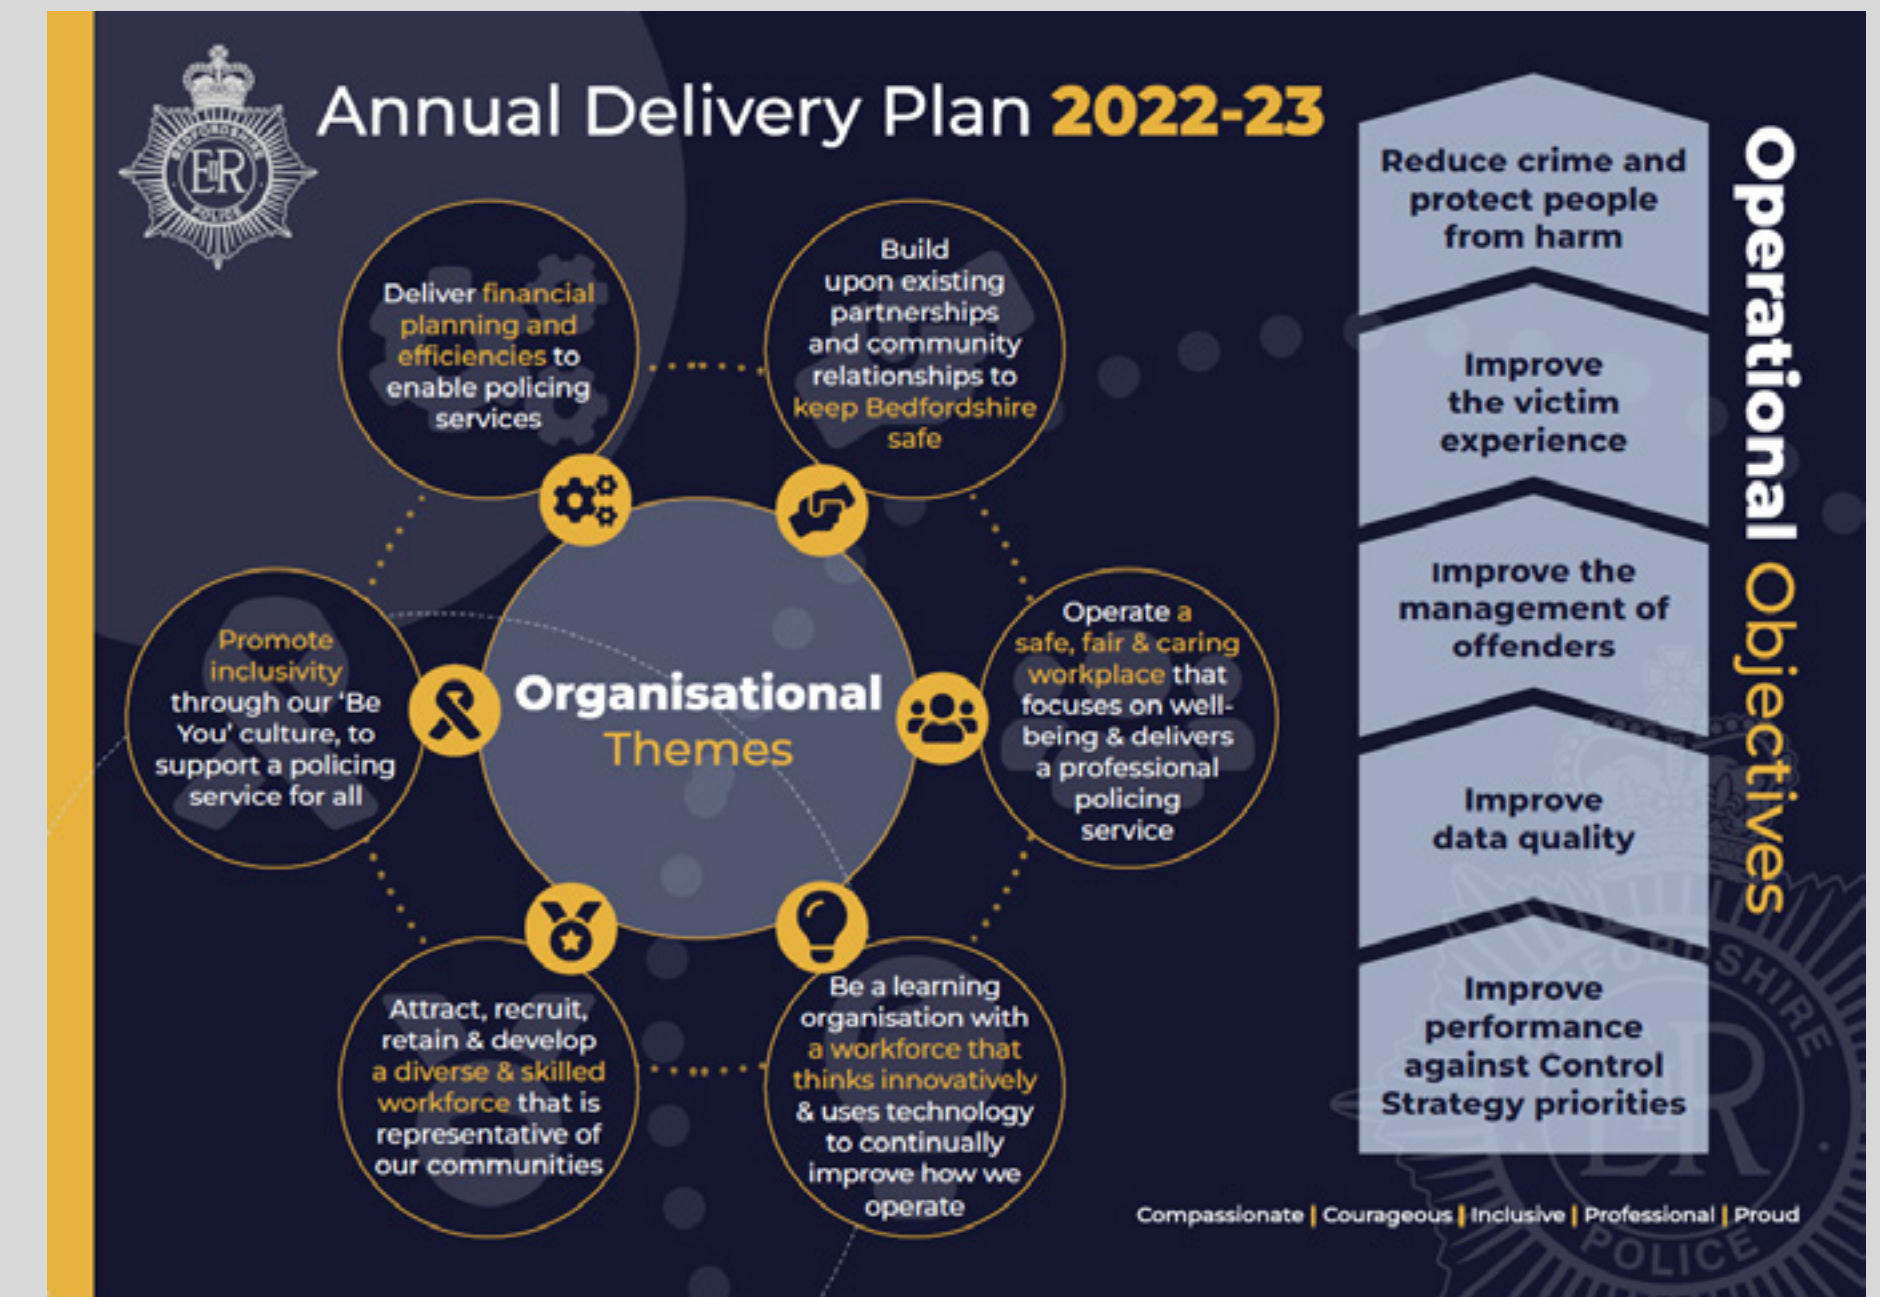 BEDFORDSHIRE
EIIR
POLICE
Annual Delivery Plan 2022-23
Deliver financial
planning and
efficiencies to
enable policing
services
Build
upon existing
partnerships
and community
relationships to
keep Bedfordshire
safe
Promote
inclusivity
through our ‘Be
You’ culture, to
support a policing
service for all
Organisational
Themes
Operate a
safe, fair & caring
workplace that
focuses on well-
being & delivers
a professional
policing
service
Attract, recruit,
retain & develop
a diverse & skilled
workforce that is
representative of
our communities
Be a learning
organisation with
a workforce that
thinks innovatively
& uses technology
to continually
improve how we
operate
Reduce crime and
protect people
from harm
Improve
the victim
experience
Improve the
management of
offenders
Improve
data quality
Improve
performance
against Control
Strategy priorities
Operational Objectives
Compassionate | Courageous | Inclusive | Professional | Proud
FORDSHIRE
EIIR
POLICE